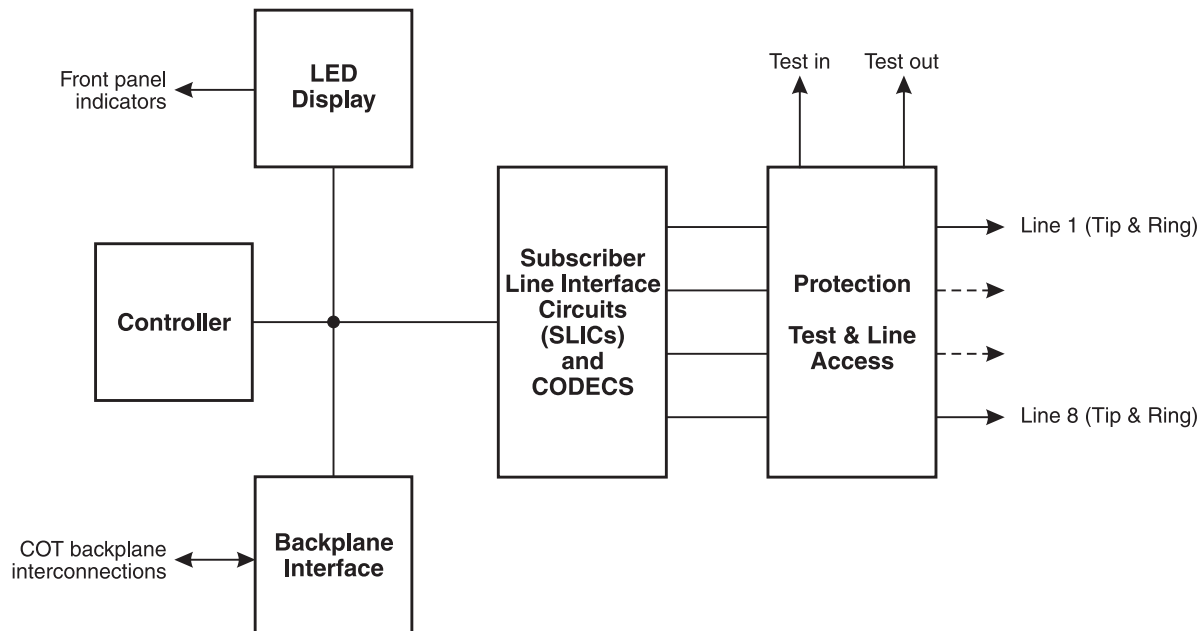 Front panel
indicators
LED
Display
Test in
Test out
Controller
Subscriber
Line Interface
Circuits
(SLICs)
and
CODECS
Protection
Test & Line
Access
Line 1 (Tip & Ring)
Line 8 (Tip & Ring)
COT backplane
interconnections
Backplane
Interface